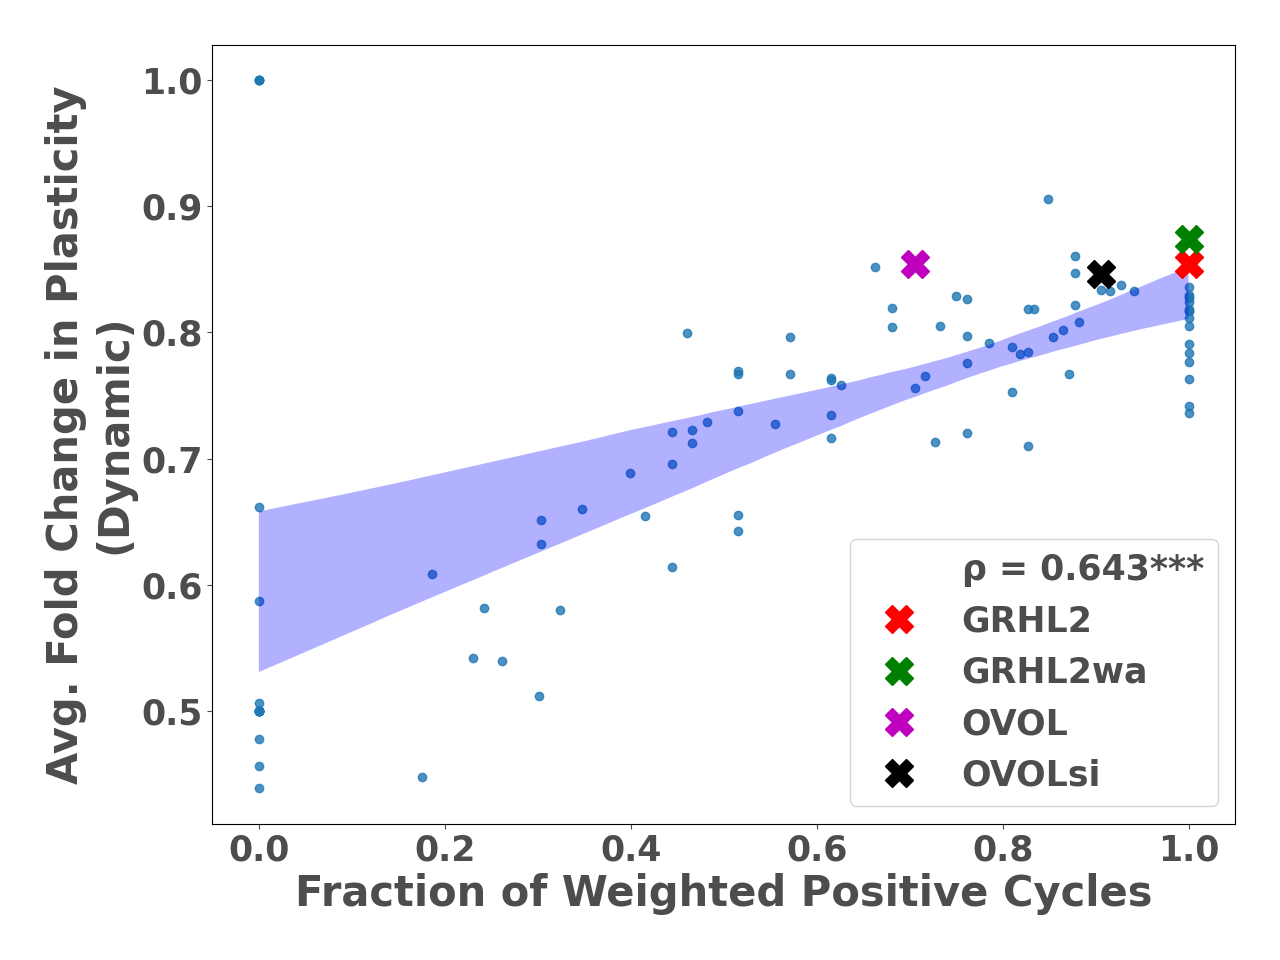 Avg. Fold Change in Plasticity
(Dynamic)
1.0
0.9
0.8
0.7
0.6
0.5
ρ = 0.643***
GRHL2
GRHL2wa
OVOL
OVOLsi
0.0 0.2 0.4 0.6 0.8 1.0
Fraction of Weighted Positive Cycles